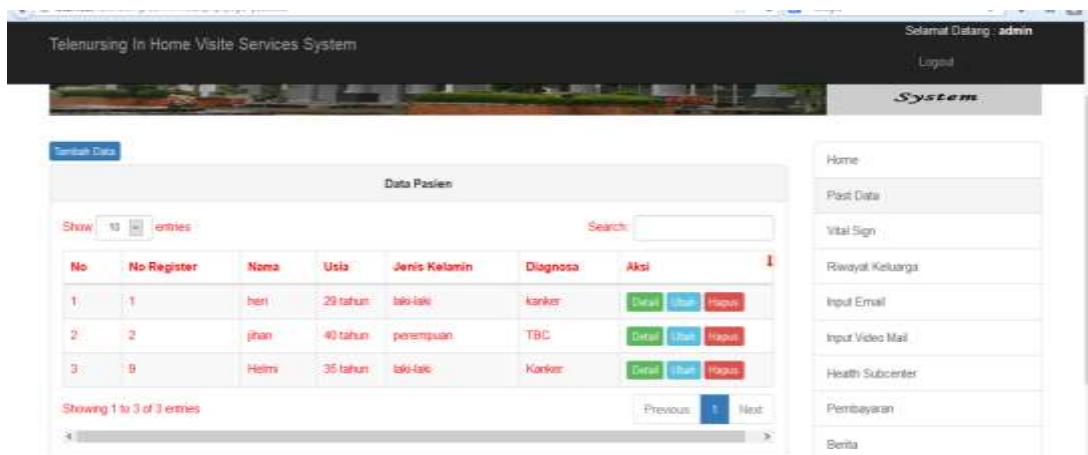 Telenursing In Home Visite Services System
Selamat Datang : admin
Logout
System
Tambah Data
Data Pasien
Show 10 entries
Search:
No No Register Nama Usia Jenis Kelamin Diagnosa Aksi
1 1 heri 29 tahun laki-laki kanker Detail Ubah Hapus
2 2 jihan 40 tahun perempuan TBC Detail Ubah Hapus
3 9 Helmi 35 tahun laki-laki Kanker Detail Ubah Hapus
Showing 1 to 3 of 3 entries
Previous 1 Next
Home
Past Data
Vital Sign
Riwayat Keluarga
Input Email
Input Video Mail
Health Subcenter
Pembayaran
Berita